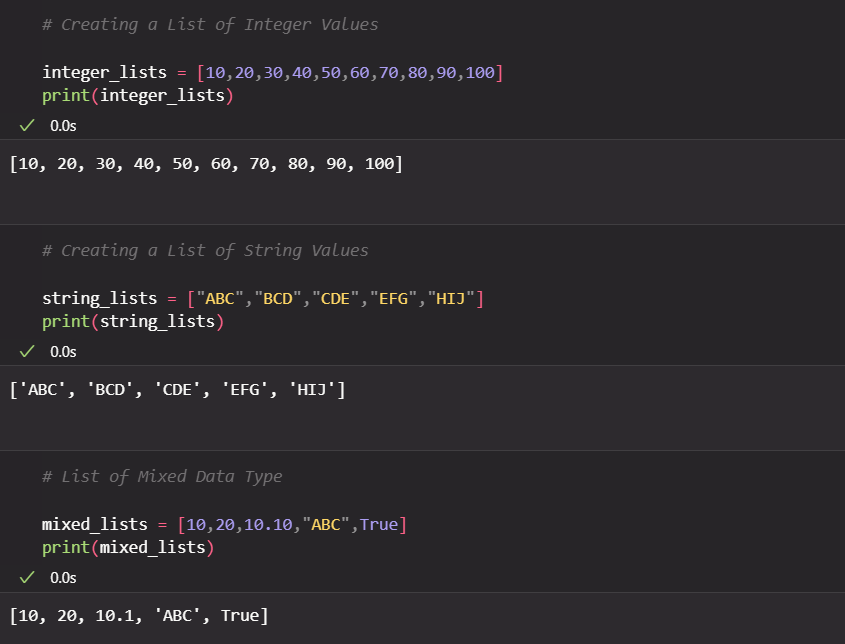 # Creating a List of Integer Values
integer_lists = [10,20,30,40,50,60,70,80,90,100]
print(integer_lists)
0.0s
[10, 20, 30, 40, 50, 60, 70, 80, 90, 100]
# Creating a List of String Values
string_lists = ["ABC","BCD","CDE","EFG","HIJ"]
print(string_lists)
0.0s
['ABC', 'BCD', 'CDE', 'EFG', 'HIJ']
# List of Mixed Data Type
mixed_lists = [10,20,10.10,"ABC",True]
print(mixed_lists)
0.0s
[10, 20, 10.1, 'ABC', True]